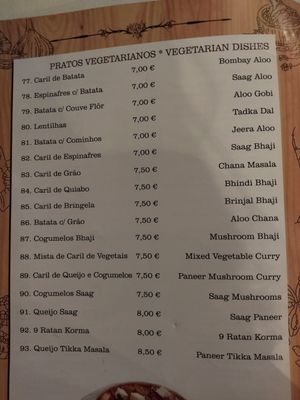 PRATOS VEGETARIANOS * VEGETARIAN DISHES
77. Caril de Batata 7,00 € Bombay Aloo
78. Espinafres c/ Batata 7,00 € Saag Aloo
79. Batata c/ Couve Flôr 7,00 € Aloo Gobi
80. Lentilhas 7,00 € Tadka Dal
81. Batata c/ Cominhos 7,00 € Jeera Aloo
82. Caril de Espinafres 7,00 € Saag Bhaji
83. Caril de Grão 7,50 € Chana Masala
84. Caril de Quiabo 7,50 € Bhindi Bhaji
85. Caril de Bringela 7,50 € Brinjal Bhaji
86. Batata c/ Grão 7,50 € Aloo Chana
87. Cogumelos Bhaji 7,50 € Mushroom Bhaji
88. Mista de Caril de Vegetais 7,50 € Mixed Vegetable Curry
89. Caril de Queijo e Cogumelos 7,50 € Paneer Mushroom Curry
90. Cogumelos Saag 7,50 € Saag Mushrooms
91. Queijo Saag 8,00 € Saag Paneer
92. 9 Ratan Korma 8,00 € 9 Ratan Korma
93. Queijo Tikka Masala 8,50 € Paneer Tikka Masala